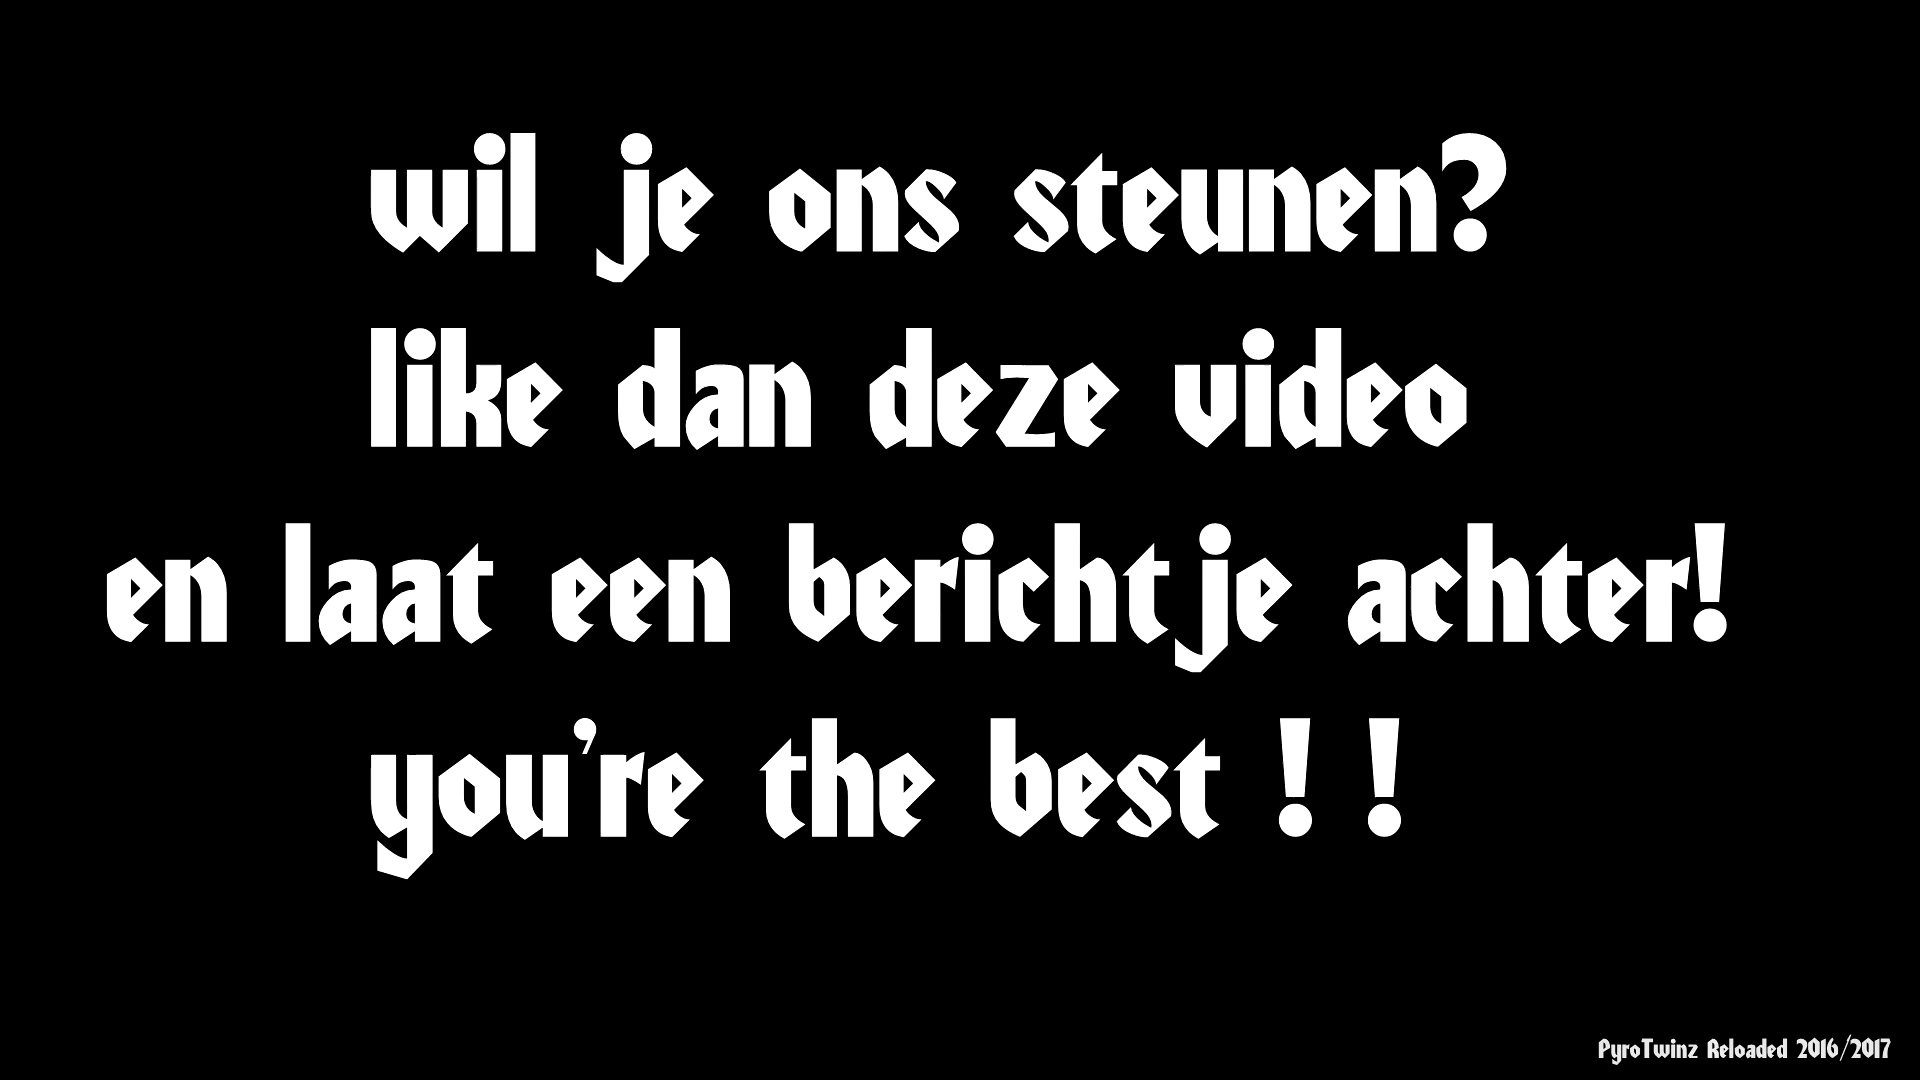 wil je ons steunen?
like dan deze video
en laat een berichtje achter!
you're the best ! !
PyroTwinz Reloaded 2016/2017